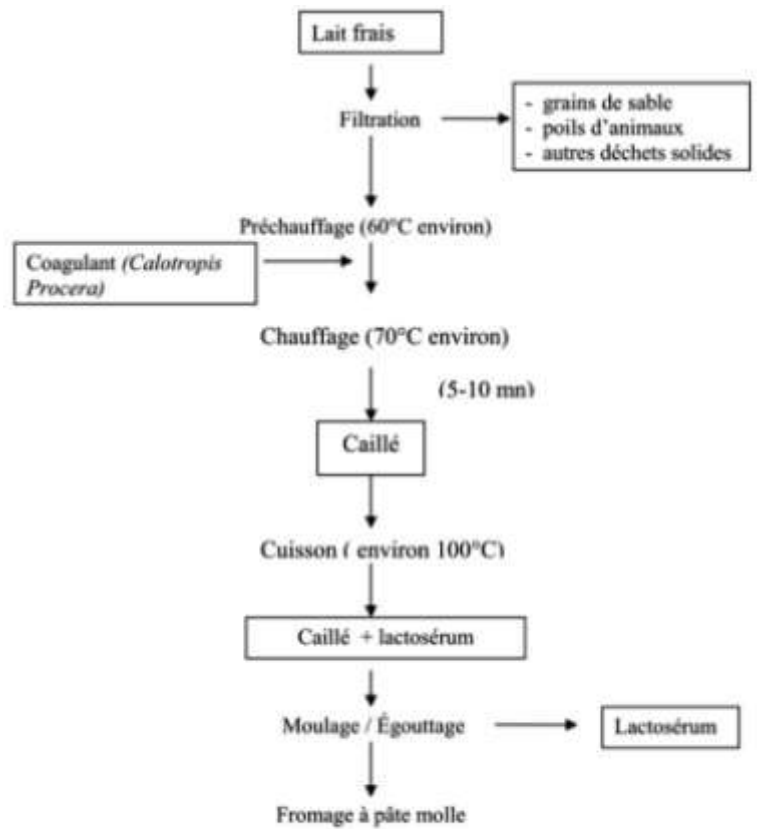 Lait frais
Filtration
- grains de sable
- poils d'animaux
- autres déchets solides
Préchauffage (60°C environ)
Coagulant (Calotropis
Procera)
Chauffage (70°C environ)
(5-10 mn)
Caillé
Cuisson ( environ 100°C)
Caillé + lactosérum
Moulage / Égouttage
Lactosérum
Fromage à pâte molle